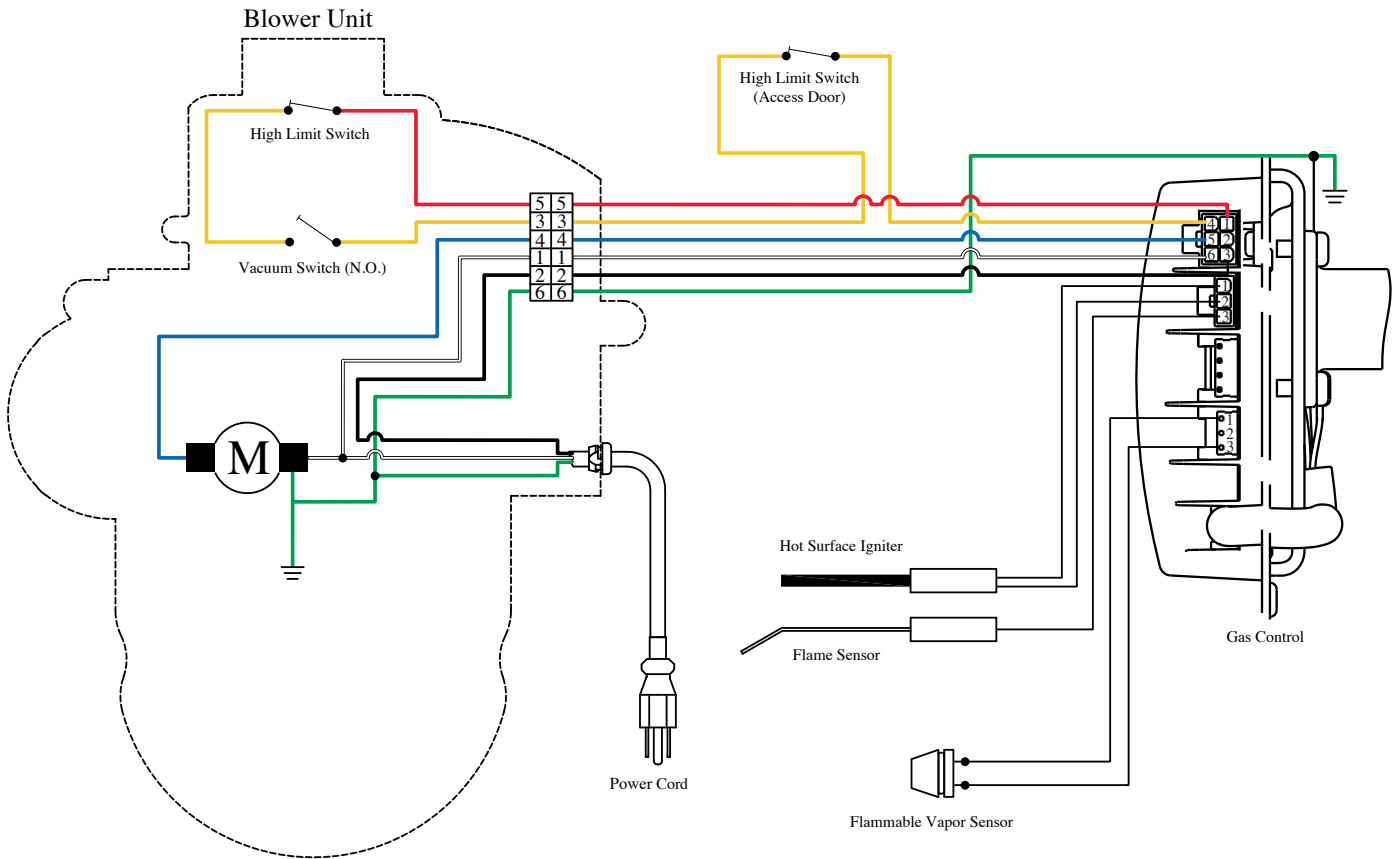 Blower Unit
High Limit Switch
(Access Door)
High Limit Switch
5 5
3 3
4 4
1 1
2 2
6 6
4 1
5 2
6 3
Vacuum Switch (N.O.)
1
2
3
1
2
3
M
Hot Surface Igniter
Gas Control
Flame Sensor
Power Cord
Flammable Vapor Sensor